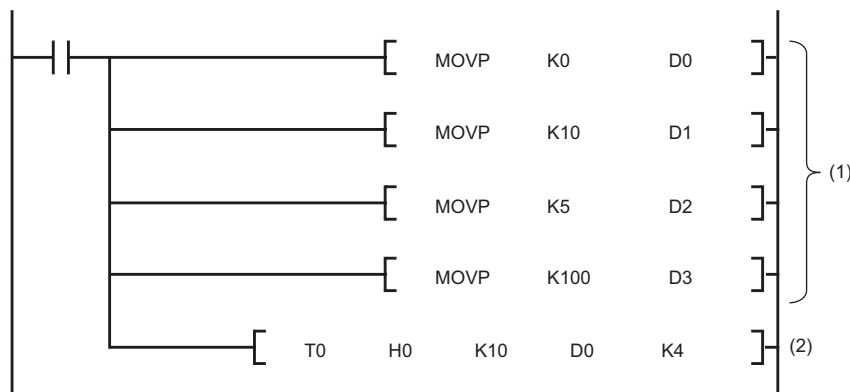 MOVP K0 D0
MOVP K10 D1
MOVP K5 D2
MOVP K100 D3
(1)
T0 H0 K10 D0 K4
(2)